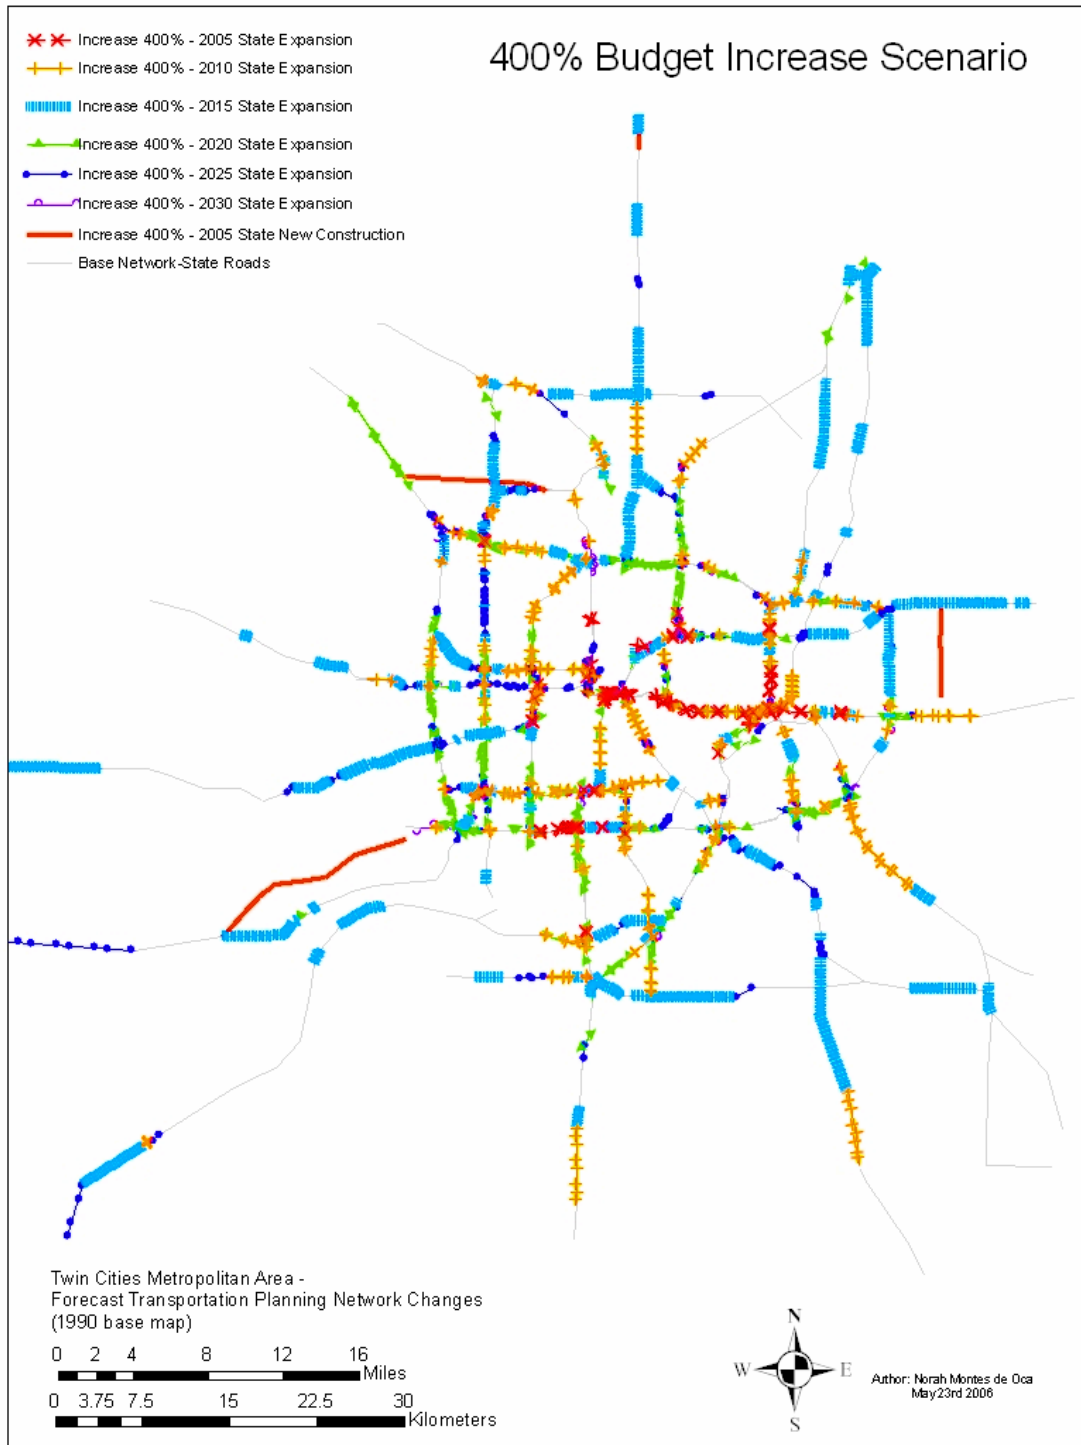 400% Budget Increase Scenario
Increase 400% - 2005 State Expansion
Increase 400% - 2010 State Expansion
Increase 400% - 2015 State Expansion
Increase 400% - 2020 State Expansion
Increase 400% - 2025 State Expansion
Increase 400% - 2030 State Expansion
Increase 400% - 2005 State New Construction
Base Network-State Roads
Twin Cities Metropolitan Area -
Forecast Transportation Planning Network Changes
(1990 base map)
0 2 4 8 12 16
Miles
0 3.75 7.5 15 22.5 30
Kilometers
N
W E
S
Author: Norah Montes de Oca
May23rd 2006